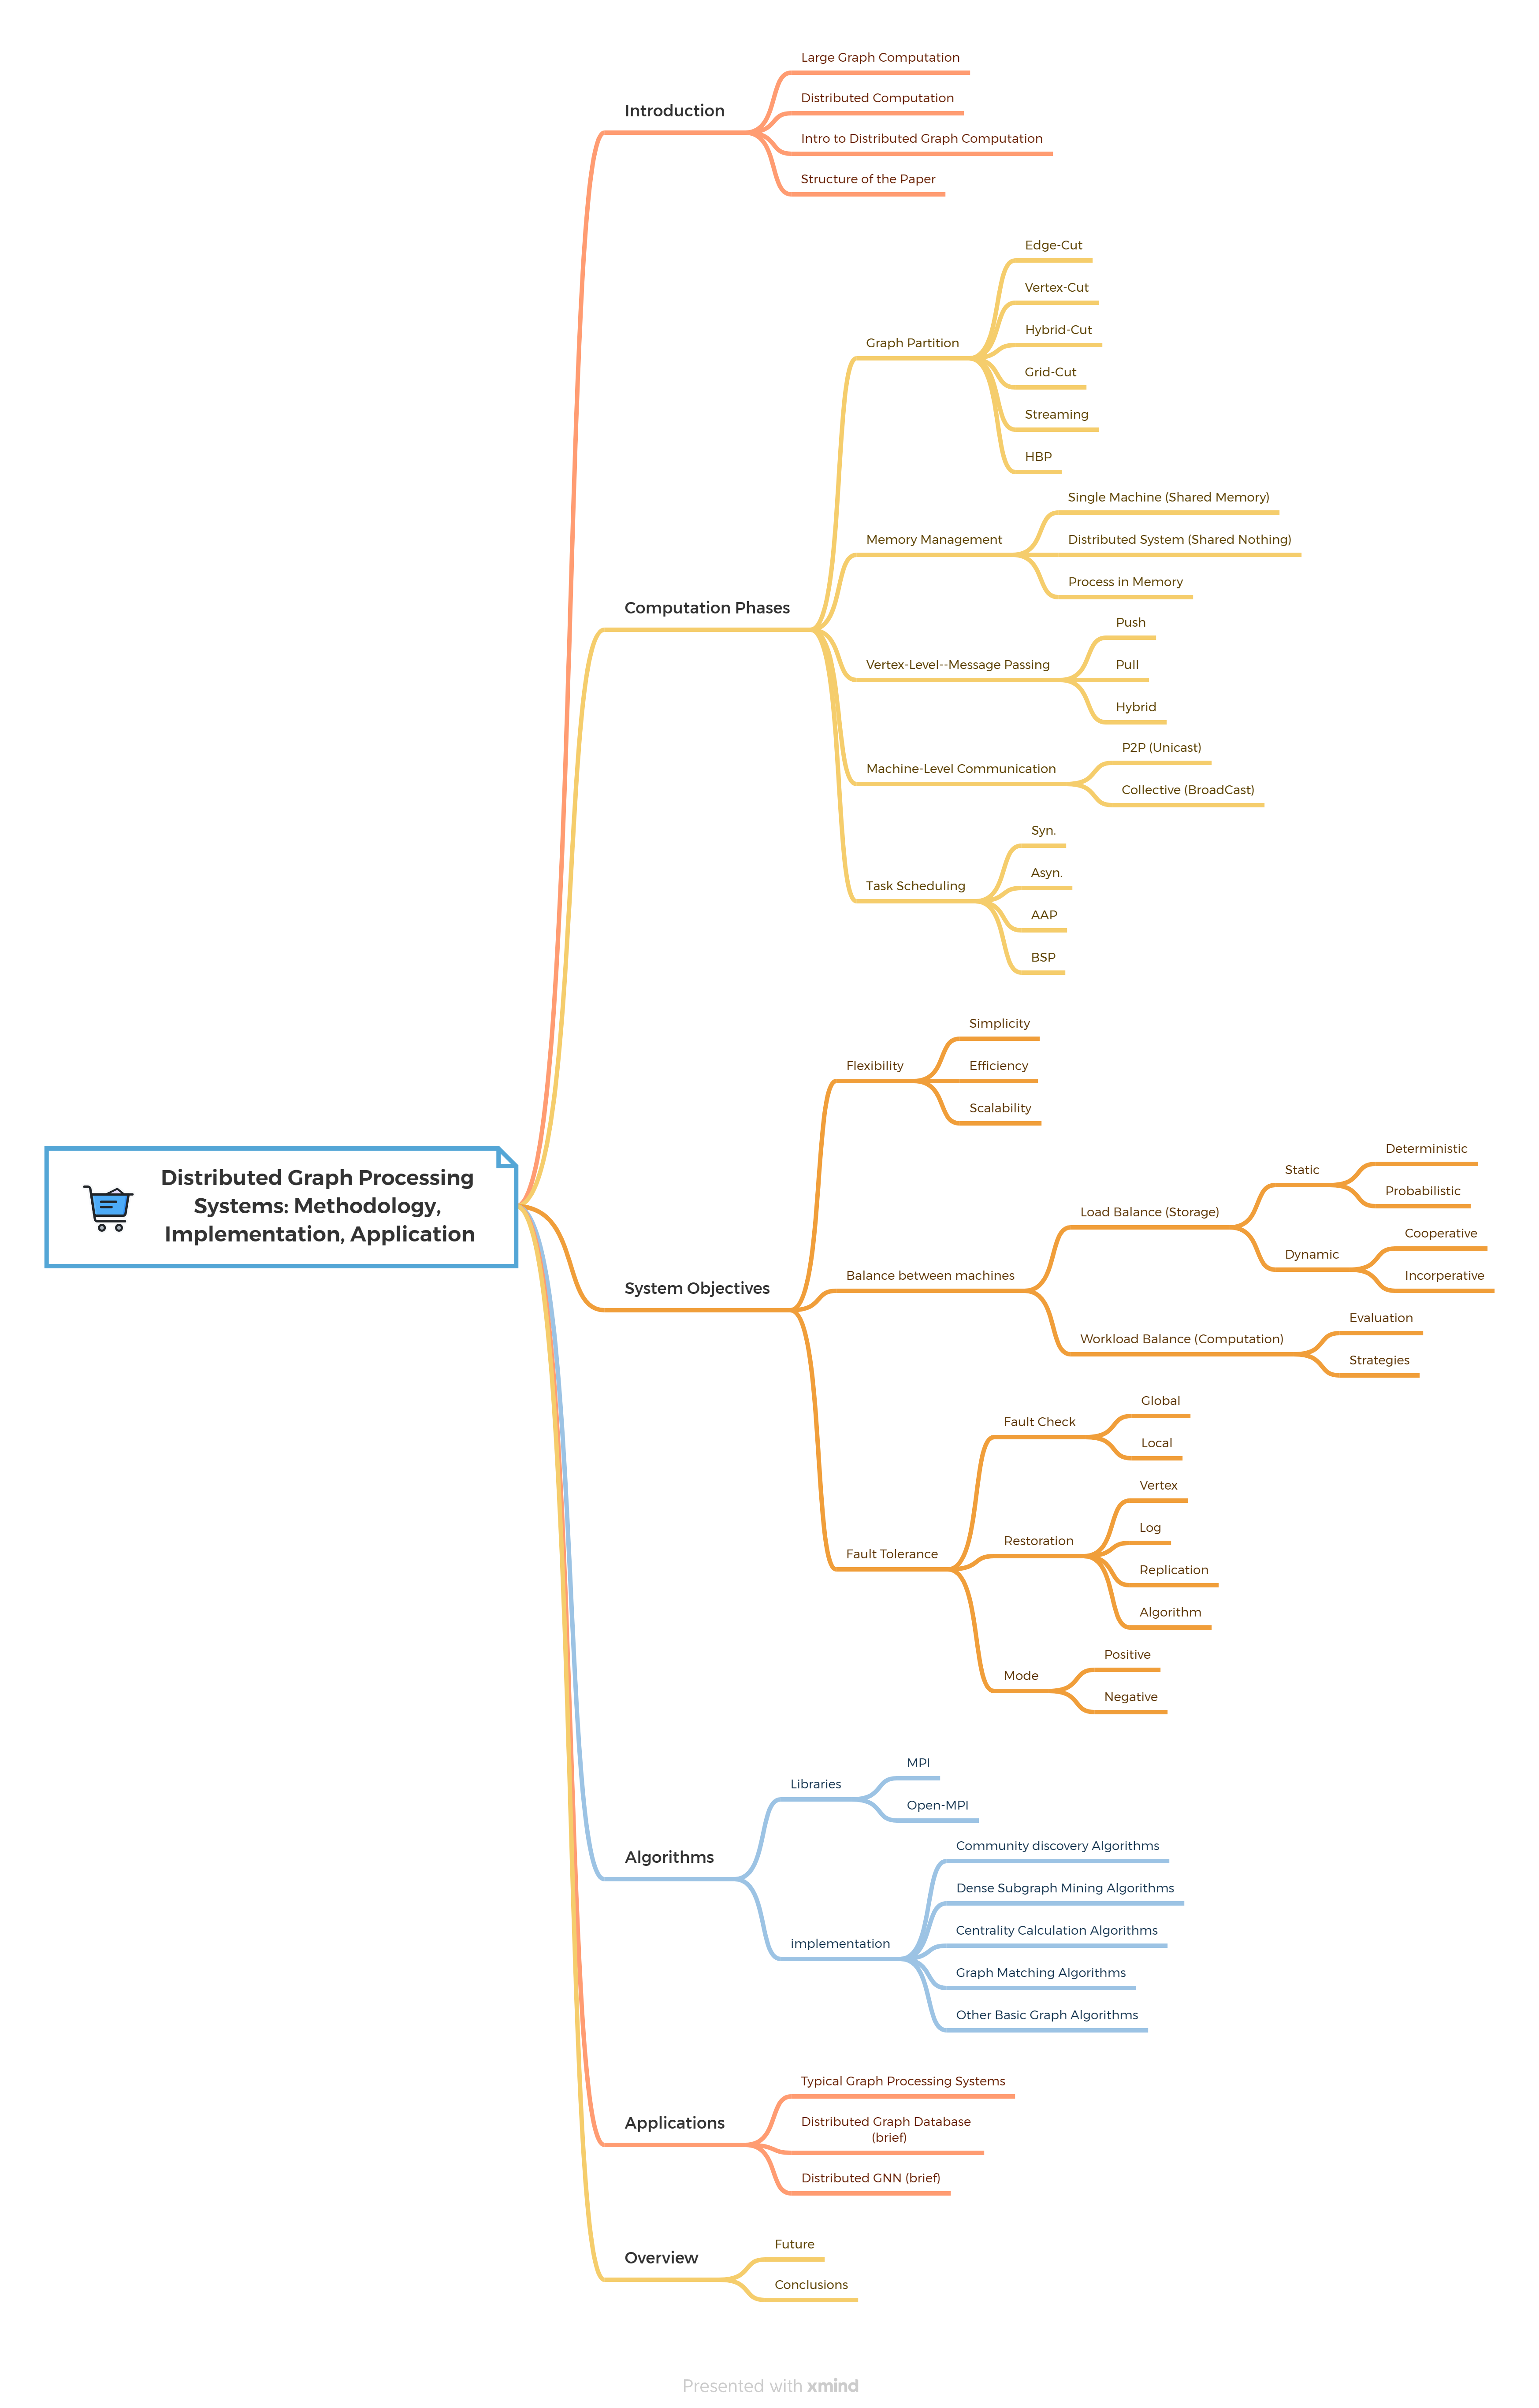 Large Graph Computation
Distributed Computation
Introduction
Intro to Distributed Graph Computation
Structure of the Paper
Edge-Cut
Vertex-Cut
Hybrid-Cut
Graph Partition
Grid-Cut
Streaming
HBP
Single Machine (Shared Memory)
Memory Management
Distributed System (Shared Nothing)
Process in Memory
Computation Phases
Push
Vertex-Level--Message Passing
Pull
Hybrid
P2P (Unicast)
Machine-Level Communication
Collective (BroadCast)
Syn.
Asyn.
Task Scheduling
AAP
BSP
Simplicity
Flexibility
Efficiency
Scalability
Deterministic
Static
Probabilistic
Load Balance (Storage)
Cooperative
Dynamic
Incorperative
Distributed Graph Processing
Systems: Methodology,
Implementation, Application
System Objectives
Balance between machines
Evaluation
Workload Balance (Computation)
Strategies
Global
Fault Check
Local
Vertex
Log
Restoration
Fault Tolerance
Replication
Algorithm
Positive
Mode
Negative
MPI
Libraries
Open-MPI
Algorithms
Community discovery Algorithms
Dense Subgraph Mining Algorithms
Centrality Calculation Algorithms
implementation
Graph Matching Algorithms
Other Basic Graph Algorithms
Typical Graph Processing Systems
Applications
Distributed Graph Database
(brief)
Distributed GNN (brief)
Future
Overview
Conclusions
Presented with xmind